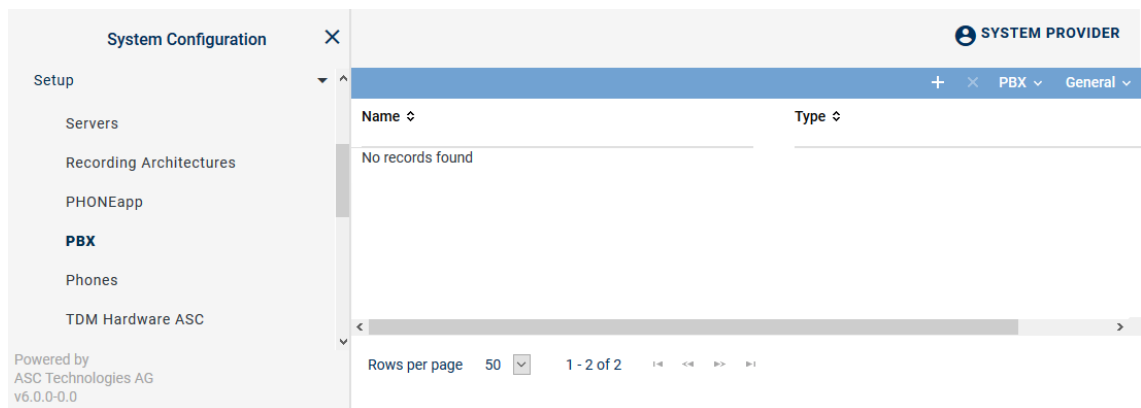 System Configuration
SYSTEM PROVIDER
Setup
PBX
General
Servers
Name
Type
No records found
Recording Architectures
PHONEapp
PBX
Phones
TDM Hardware ASC
Rows per page 50 1 - 2 of 2
Powered by
ASC Technologies AG
v6.0.0-0.0